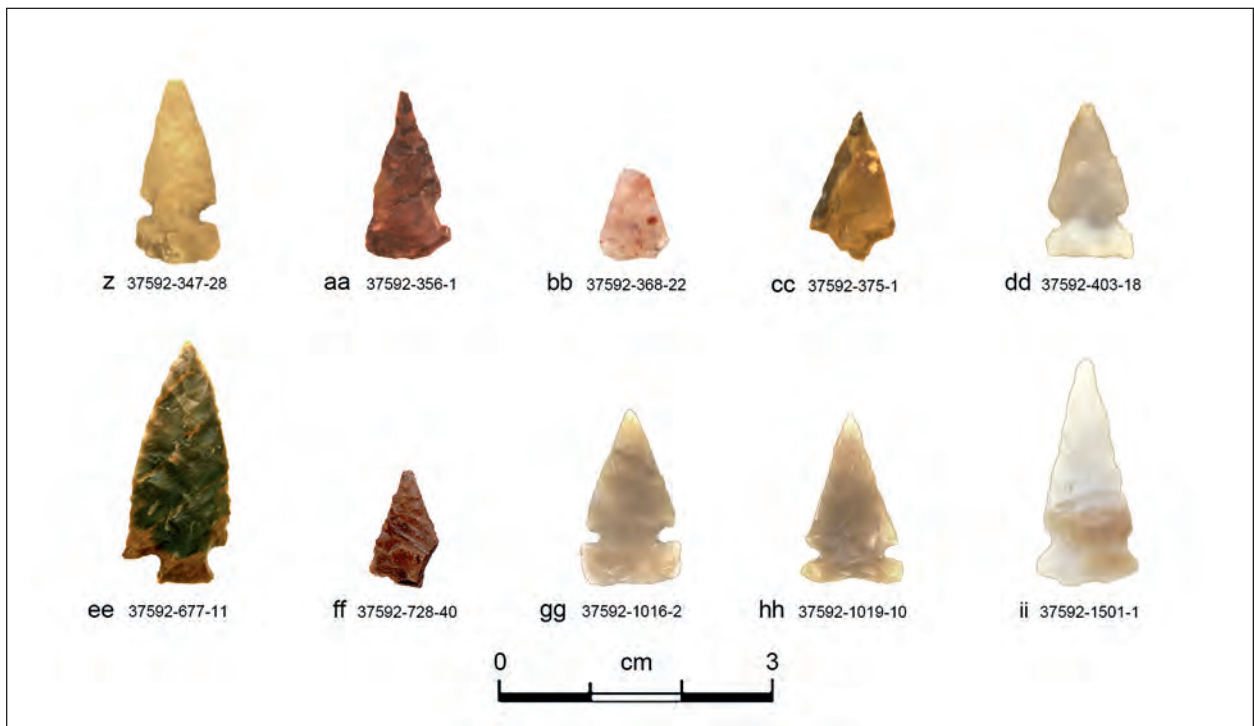 z 37592-347-28
aa 37592-356-1
bb 37592-368-22
cc 37592-375-1
dd 37592-403-18
ee 37592-677-11
ff 37592-728-40
gg 37592-1016-2
hh 37592-1019-10
ii 37592-1501-1
0 cm 3